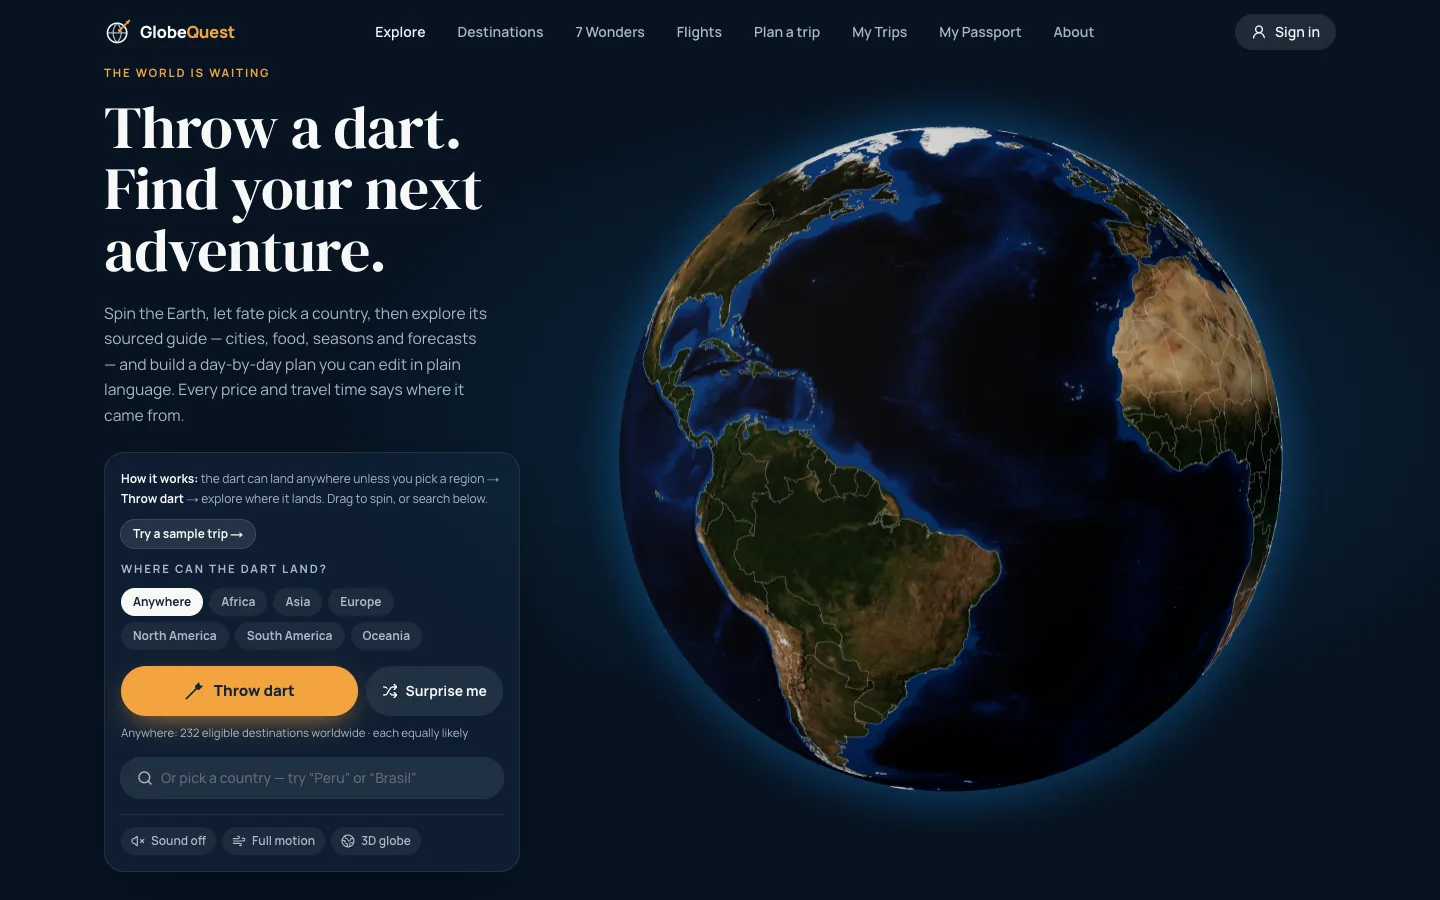 GlobeQuest
Explore
Destinations
7 Wonders
Flights
Plan a trip
My Trips
My Passport
About
Sign in
THE WORLD IS WAITING
Throw a dart.
Find your next
adventure.
Spin the Earth, let fate pick a country, then explore its
sourced guide — cities, food, seasons and forecasts
— and build a day-by-day plan you can edit in plain
language. Every price and travel time says where it
came from.
How it works: the dart can land anywhere unless you pick a region →
Throw dart → explore where it lands. Drag to spin, or search below.
Try a sample trip →
WHERE CAN THE DART LAND?
Anywhere
Africa
Asia
Europe
North America
South America
Oceania
Throw dart
Surprise me
Anywhere: 232 eligible destinations worldwide · each equally likely
Or pick a country — try “Peru” or “Brasil”
Sound off
Full motion
3D globe